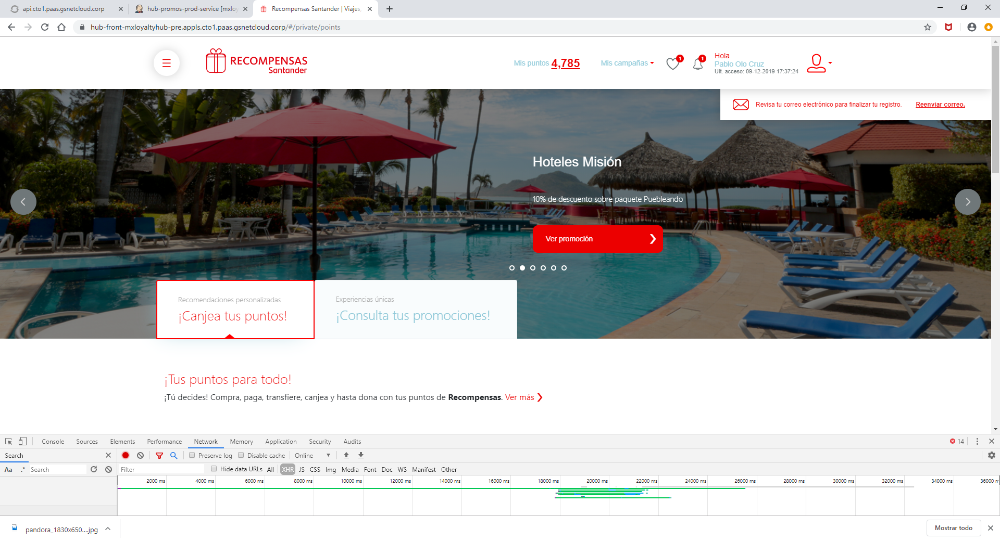 api.cto1.paas.gsnetcloud.corp
hub-promos-prod-service [mxloy
Recompensas Santander | Viajes,
hub-front-mxloyaltyhub-pre.appls.cto1.paas.gsnetcloud.corp/#/private/points
RECOMPENSAS
Santander
Mis puntos 4,785
Mis campañas
1
1
Hola
Pablo Olo Cruz
Ult. acceso: 09-12-2019 17:37:24
Revisa tu correo electrónico para finalizar tu registro. Reenviar correo.
Hoteles Misión
10% de descuento sobre paquete Puebleando
Ver promoción
Recomendaciones personalizadas
¡Canjea tus puntos!
Experiencias únicas
¡Consulta tus promociones!
¡Tus puntos para todo!
¡Tú decides! Compra, paga, transfiere, canjea y hasta dona con tus puntos de Recompensas. Ver más
Console Sources Elements Performance Network Memory Application Security Audits 14
Search
Preserve log Disable cache Online
Aa .* Search
Filter Hide data URLs All XHR JS CSS Img Media Font Doc WS Manifest Other
2000 ms 4000 ms 6000 ms 8000 ms 10000 ms 12000 ms 14000 ms 16000 ms 18000 ms 20000 ms 22000 ms 24000 ms 26000 ms 28000 ms 30000 ms 32000 ms 34000 ms 36000 m
pandora_1830x650....jpg
Mostrar todo